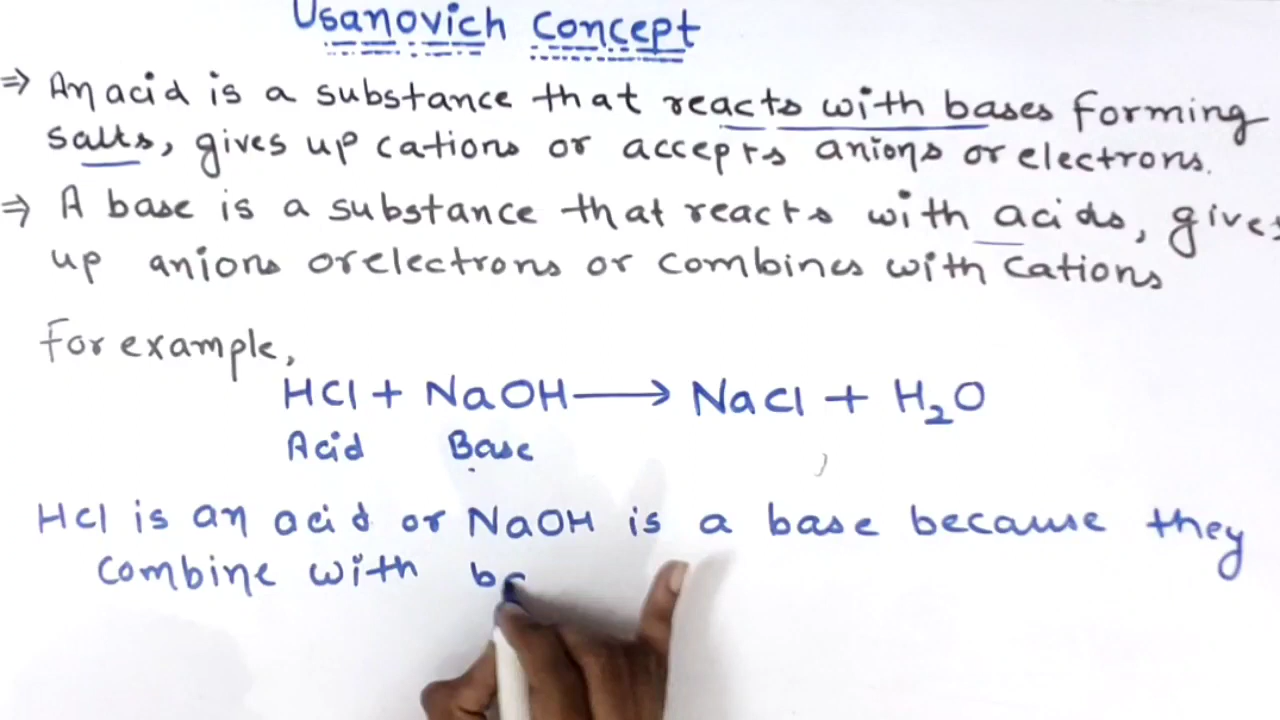 Usanovich Concept
⇒ An acid is a substance that reacts with bases forming
salts, gives up cations or accepts anions or electrons.
⇒ A base is a substance that reacts with acids, gives
up anions or electrons or combines with cations
For example,
HCl + NaOH ⟶ NaCl + H₂O
Acid Base
HCl is an acid or NaOH is a base because they
combine with